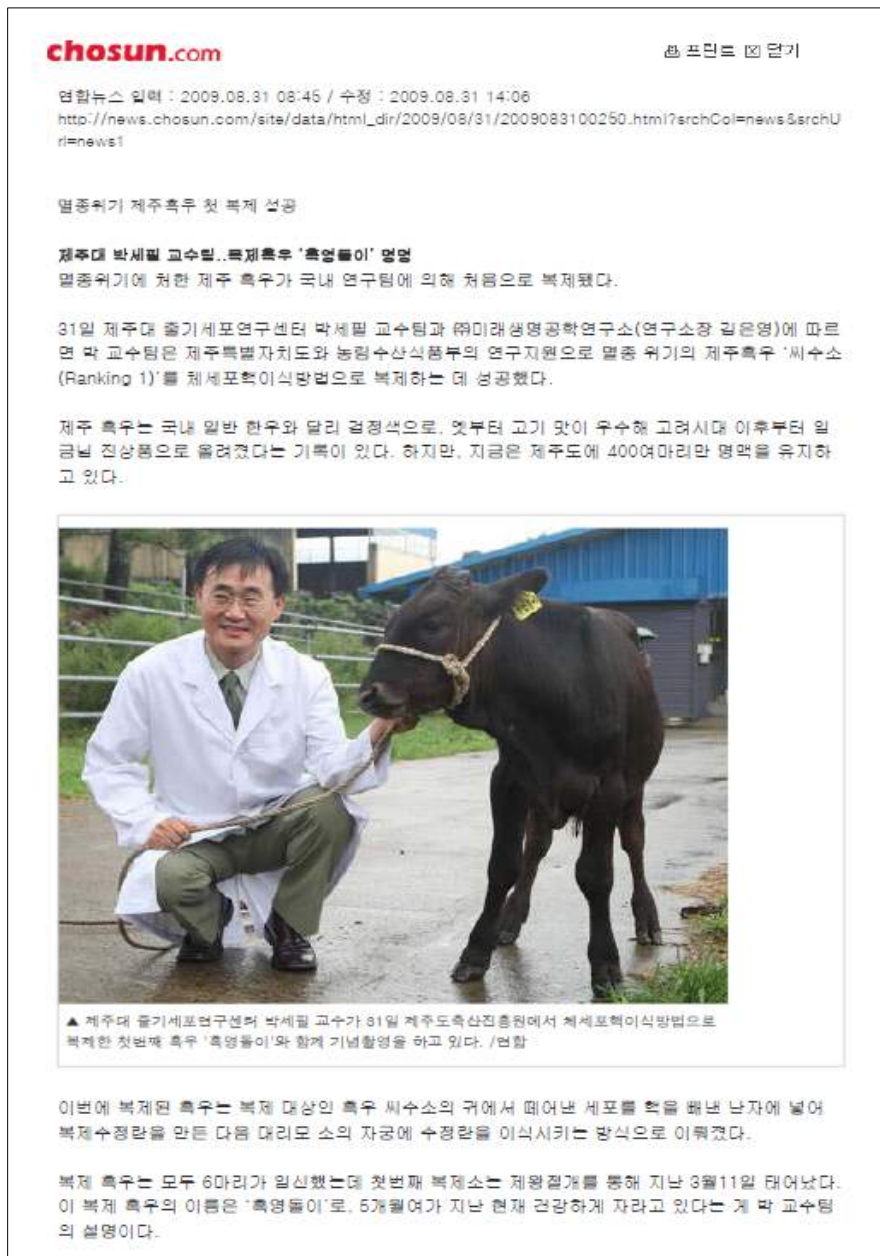 chosun.com
프린트 닫기
연합뉴스 입력 : 2009.08.31 08:45 / 수정 : 2009.08.31 14:06
http://news.chosun.com/site/data/html_dir/2009/08/31/2009083100250.html?srchCol=news&srchU
rl=news1
멸종위기 제주흑우 첫 복제 성공
제주대 박세필 교수팀..복제흑우 '흑영돌이' 명명
멸종위기에 처한 제주 흑우가 국내 연구팀에 의해 처음으로 복제됐다.
31일 제주대 줄기세포연구센터 박세필 교수팀과 ㈜미래생명공학연구소(연구소장 김은영)에 따르
면 박 교수팀은 제주특별자치도와 농림수산식품부의 연구지원으로 멸종 위기의 제주흑우 '씨수소
(Ranking 1)'를 체세포핵이식방법으로 복제하는 데 성공했다.
제주 흑우는 국내 일반 한우와 달리 검정색으로, 옛부터 고기 맛이 우수해 고려시대 이후부터 임
금님 진상품으로 올려졌다는 기록이 있다. 하지만, 지금은 제주도에 400여마리만 명맥을 유지하
고 있다.
▲ 제주대 줄기세포연구센터 박세필 교수가 31일 제주도축산진흥원에서 체세포핵이식방법으로
복제한 첫번째 흑우 '흑영돌이'와 함께 기념촬영을 하고 있다. /연합
이번에 복제된 흑우는 복제 대상인 흑우 씨수소의 귀에서 떼어낸 세포를 핵을 빼낸 난자에 넣어
복제수정란을 만든 다음 대리모 소의 자궁에 수정란을 이식시키는 방식으로 이뤄졌다.
복제 흑우는 모두 6마리가 임신했는데 첫번째 복제소는 제왕절개를 통해 지난 3월11일 태어났다.
이 복제 흑우의 이름은 '흑영돌이'로, 5개월여가 지난 현재 건강하게 자라고 있다는 게 박 교수팀
의 설명이다.